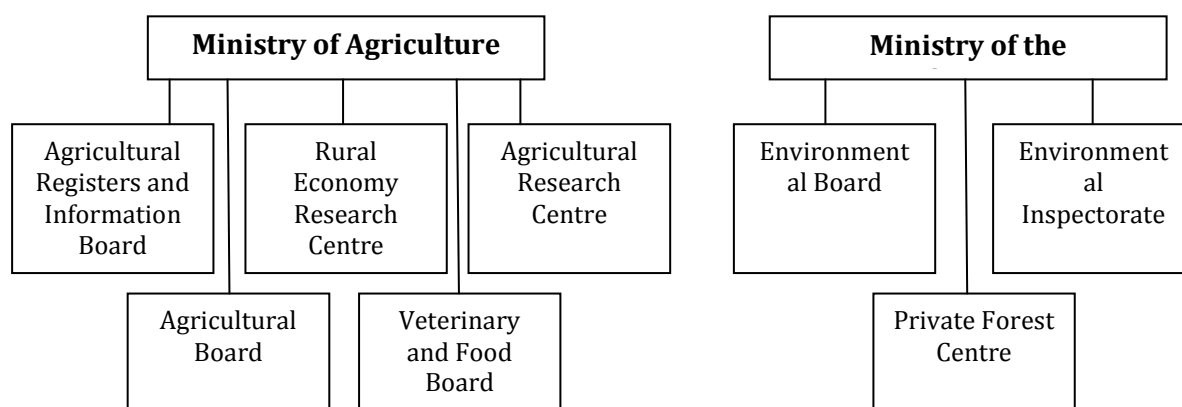 Ministry of Agriculture
Ministry of the
Agricultural
Registers and
Information
Board
Rural
Economy
Research
Centre
Agricultural
Research
Centre
Environment
al Board
Environment
al
Inspectorate
Agricultural
Board
Veterinary
and Food
Board
Private Forest
Centre